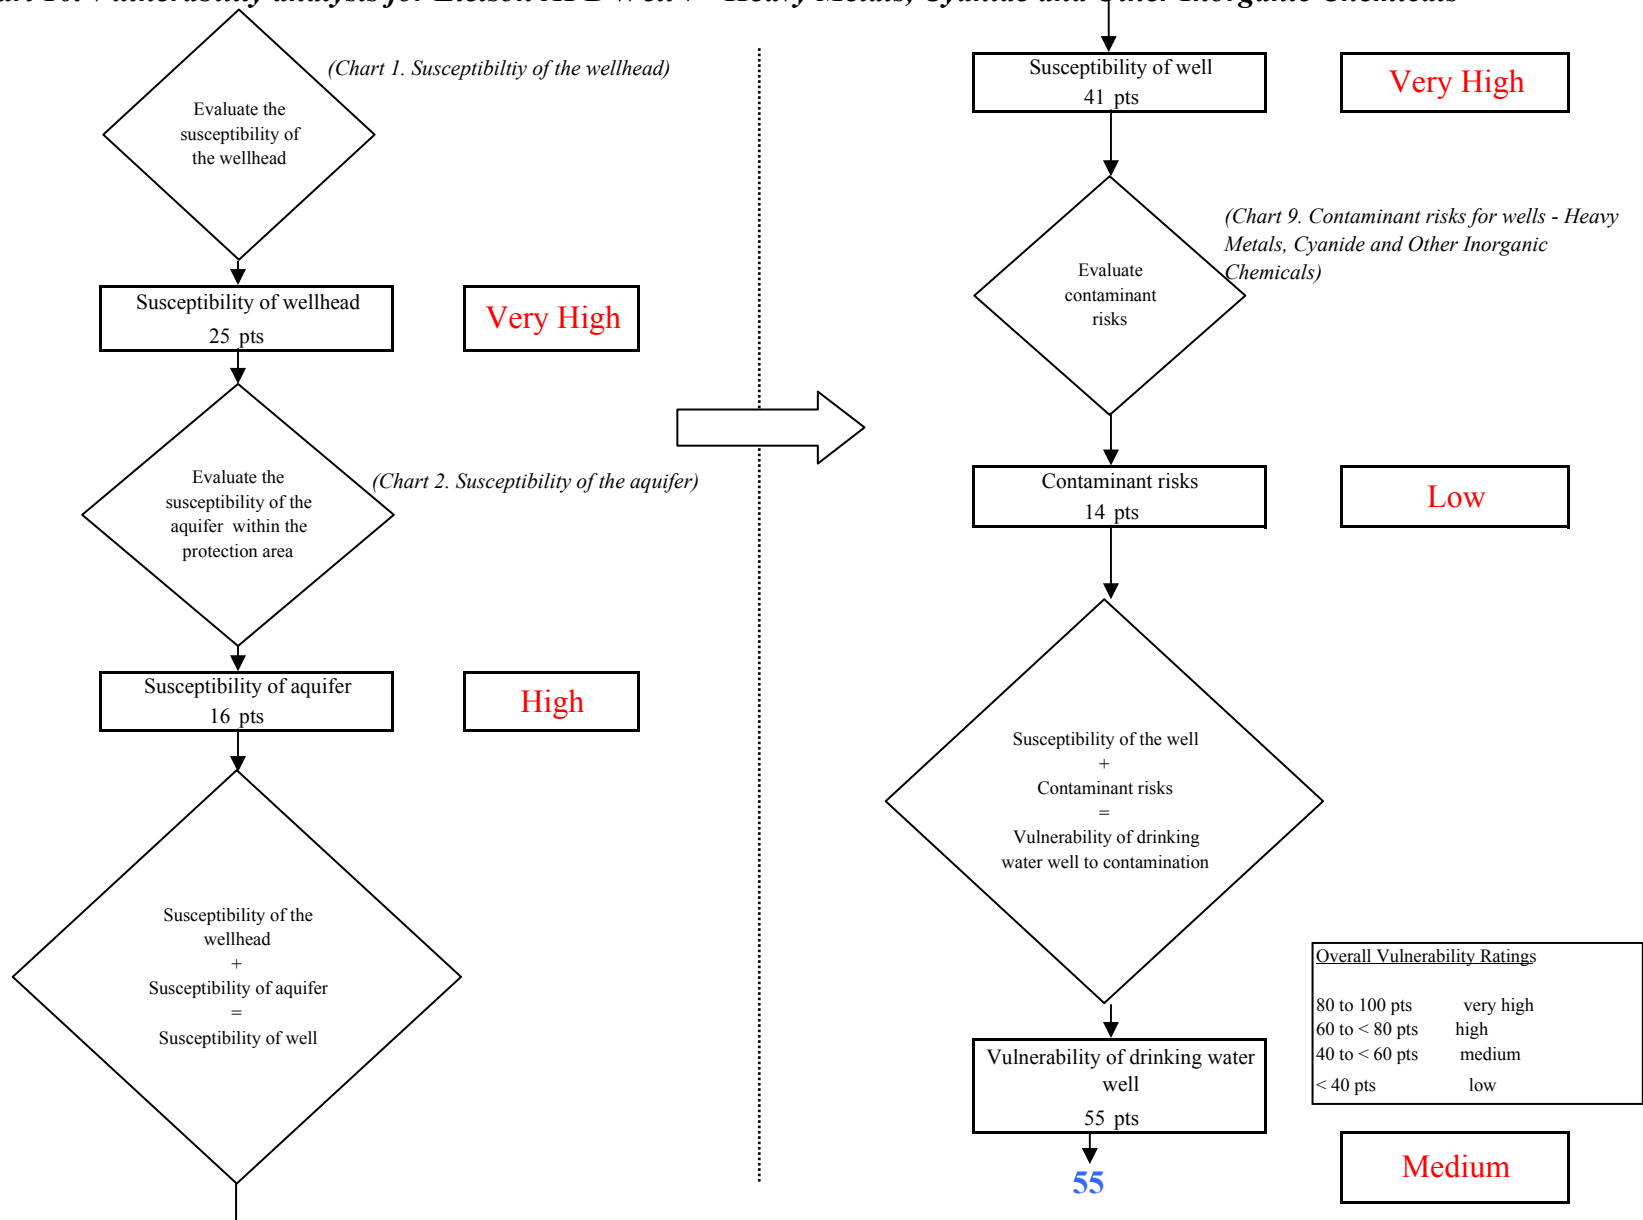 (Chart 1. Susceptibiltiy of the wellhead)
Evaluate the
susceptibility of
the wellhead
Susceptibility of wellhead
25 pts
Very High
Evaluate the
susceptibility of the
aquifer within the
protection area
(Chart 2. Susceptibility of the aquifer)
Susceptibility of aquifer
16 pts
High
Susceptibility of the
wellhead
+
Susceptibility of aquifer
=
Susceptibility of well
Susceptibility of well
41 pts
Very High
(Chart 9. Contaminant risks for wells - Heavy
Metals, Cyanide and Other Inorganic
Chemicals)
Evaluate
contaminant
risks
Contaminant risks
14 pts
Low
Susceptibility of the well
+
Contaminant risks
=
Vulnerability of drinking
water well to contamination
Overall Vulnerability Ratings
80 to 100 pts very high
60 to < 80 pts high
40 to < 60 pts medium
< 40 pts low
Vulnerability of drinking water
well
55 pts
55
Medium